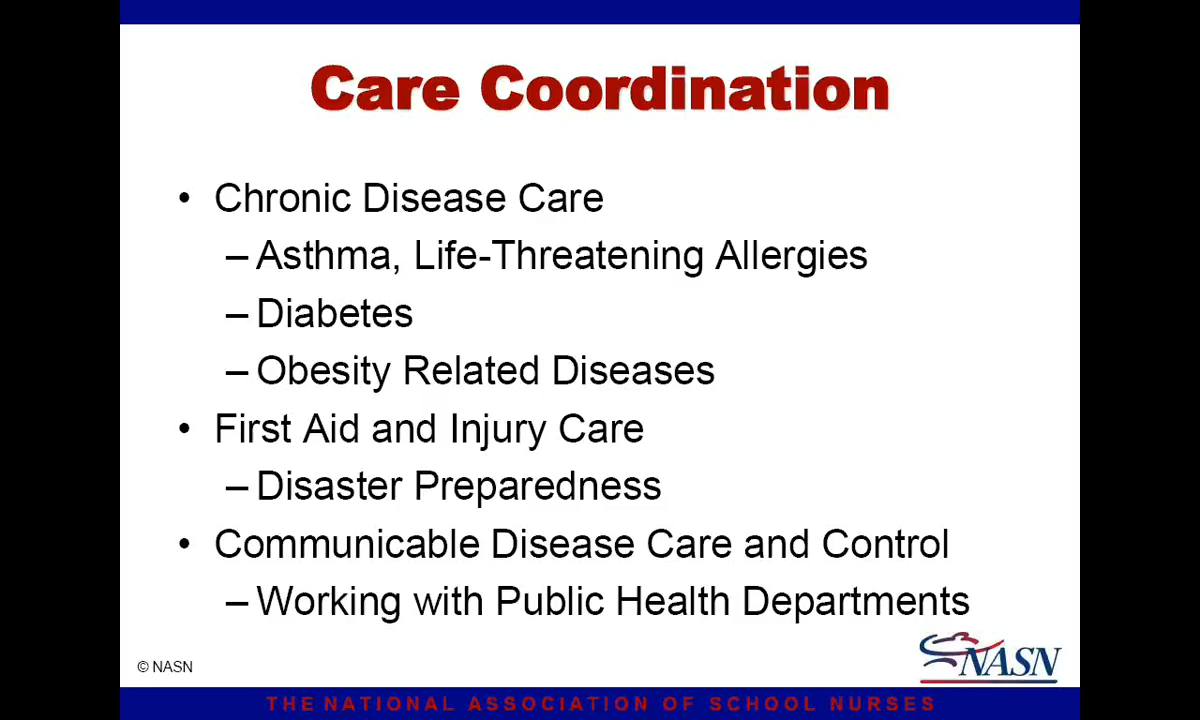 Care Coordination
• Chronic Disease Care
– Asthma, Life-Threatening Allergies
– Diabetes
– Obesity Related Diseases
• First Aid and Injury Care
– Disaster Preparedness
• Communicable Disease Care and Control
– Working with Public Health Departments
© NASN
NASN
THE NATIONAL ASSOCIATION OF SCHOOL NURSES